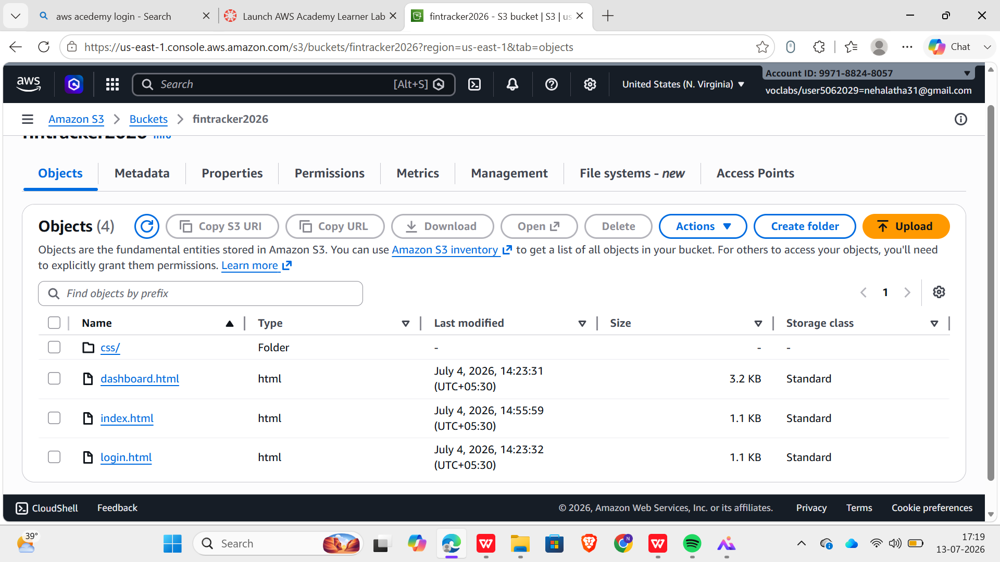 aws acedemy login - Search
Launch AWS Academy Learner Lab
fintracker2026 - S3 bucket | S3 | us
https://us-east-1.console.aws.amazon.com/s3/buckets/fintracker2026?region=us-east-1&tab=objects
Chat
aws
Search
[Alt+S]
United States (N. Virginia)
Account ID: 9971-8824-8057
voclabs/user5062029=nehalatha31@gmail.com
Amazon S3
Buckets
fintracker2026
fintracker2026 Info
Objects
Metadata
Properties
Permissions
Metrics
Management
File systems - new
Access Points
Objects (4)
Copy S3 URI
Copy URL
Download
Open
Delete
Actions
Create folder
Upload
Objects are the fundamental entities stored in Amazon S3. You can use Amazon S3 inventory to get a list of all objects in your bucket. For others to access your objects, you'll need
to explicitly grant them permissions. Learn more
Find objects by prefix
1
Name Type Last modified Size Storage class
css/ Folder - - -
dashboard.html html July 4, 2026, 14:23:31 (UTC+05:30) 3.2 KB Standard
index.html html July 4, 2026, 14:55:59 (UTC+05:30) 1.1 KB Standard
login.html html July 4, 2026, 14:23:32 (UTC+05:30) 1.1 KB Standard
CloudShell
Feedback
© 2026, Amazon Web Services, Inc. or its affiliates.
Privacy
Terms
Cookie preferences
39°
Search
N
17:19
13-07-2026